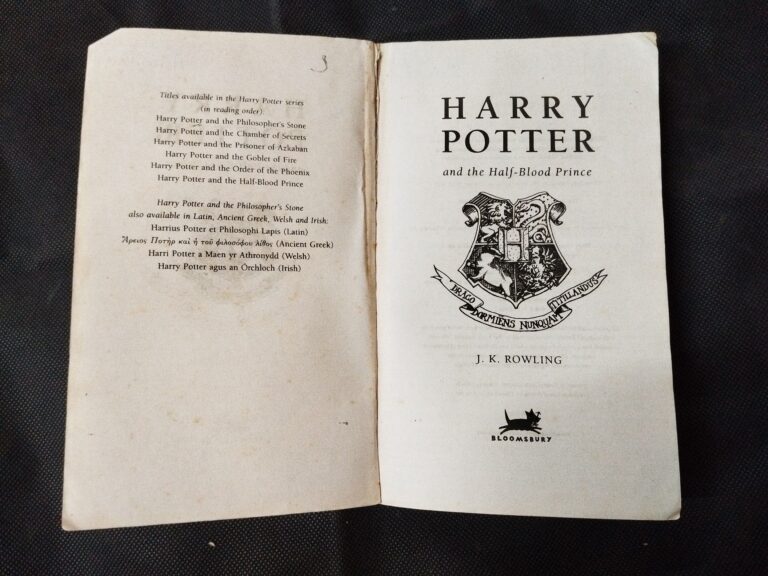 Titles available in the Harry Potter series
(in reading order):
Harry Potter and the Philosopher's Stone
Harry Potter and the Chamber of Secrets
Harry Potter and the Prisoner of Azkaban
Harry Potter and the Goblet of Fire
Harry Potter and the Order of the Phoenix
Harry Potter and the Half-Blood Prince
Harry Potter and the Philosopher's Stone
also available in Latin, Ancient Greek, Welsh and Irish:
Harrius Potter et Philosophi Lapis (Latin)
Ἅρειος Ποτὴρ καὶ ἡ τοῦ φιλοσόφου λίθος (Ancient Greek)
Harri Potter a Maen yr Athronydd (Welsh)
Harry Potter agus an Órchloch (Irish)
HARRY
POTTER
and the Half-Blood Prince
H
DRACO DORMIENS NUNQUAM TITILLANDUS
J. K. ROWLING
BLOOMSBURY